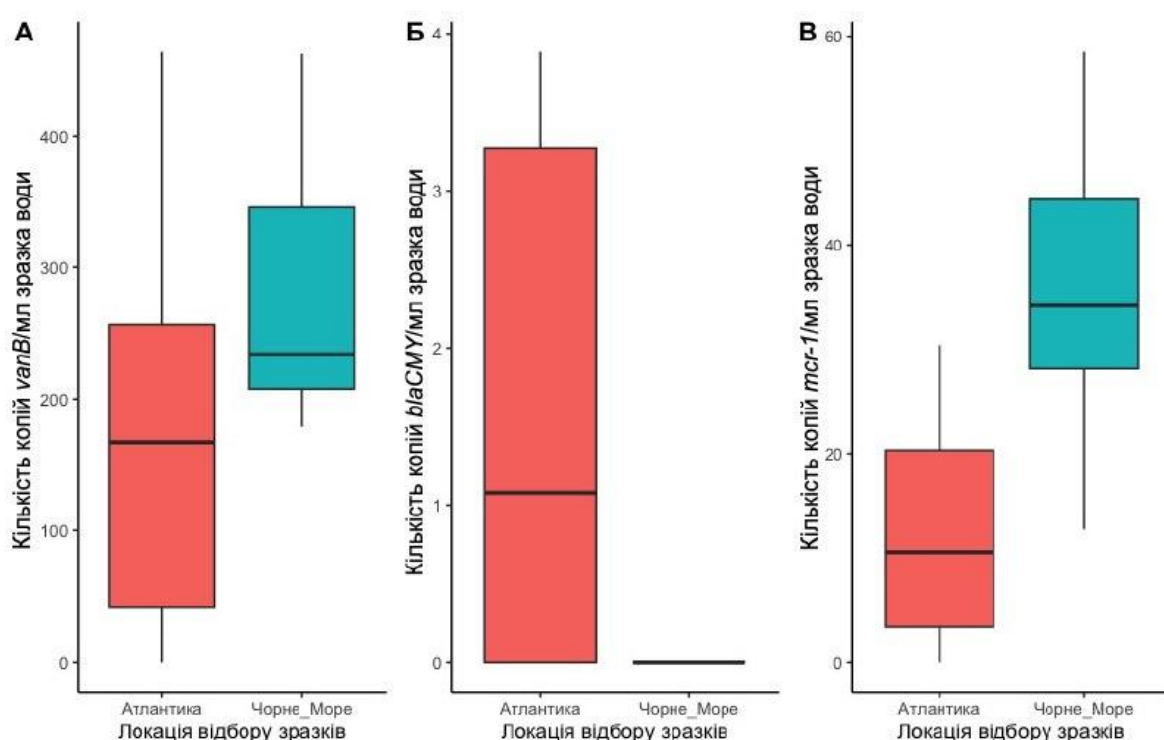 А
Кількість копій vanB/мл зразка води
400
300
200
100
0
Атлантика Чорне_Море
Локація відбору зразків
Б
Кількість копій blaCMY/мл зразка води
4
3
2
1
0
Атлантика Чорне_Море
Локація відбору зразків
В
Кількість копій mcr-1/мл зразка води
60
40
20
0
Атлантика Чорне_Море
Локація відбору зразків